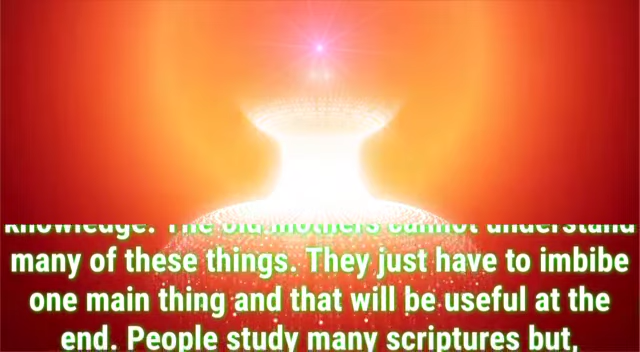 knowledge. The old mothers cannot understand
many of these things. They just have to imbibe
one main thing and that will be useful at the
end. People study many scriptures but,